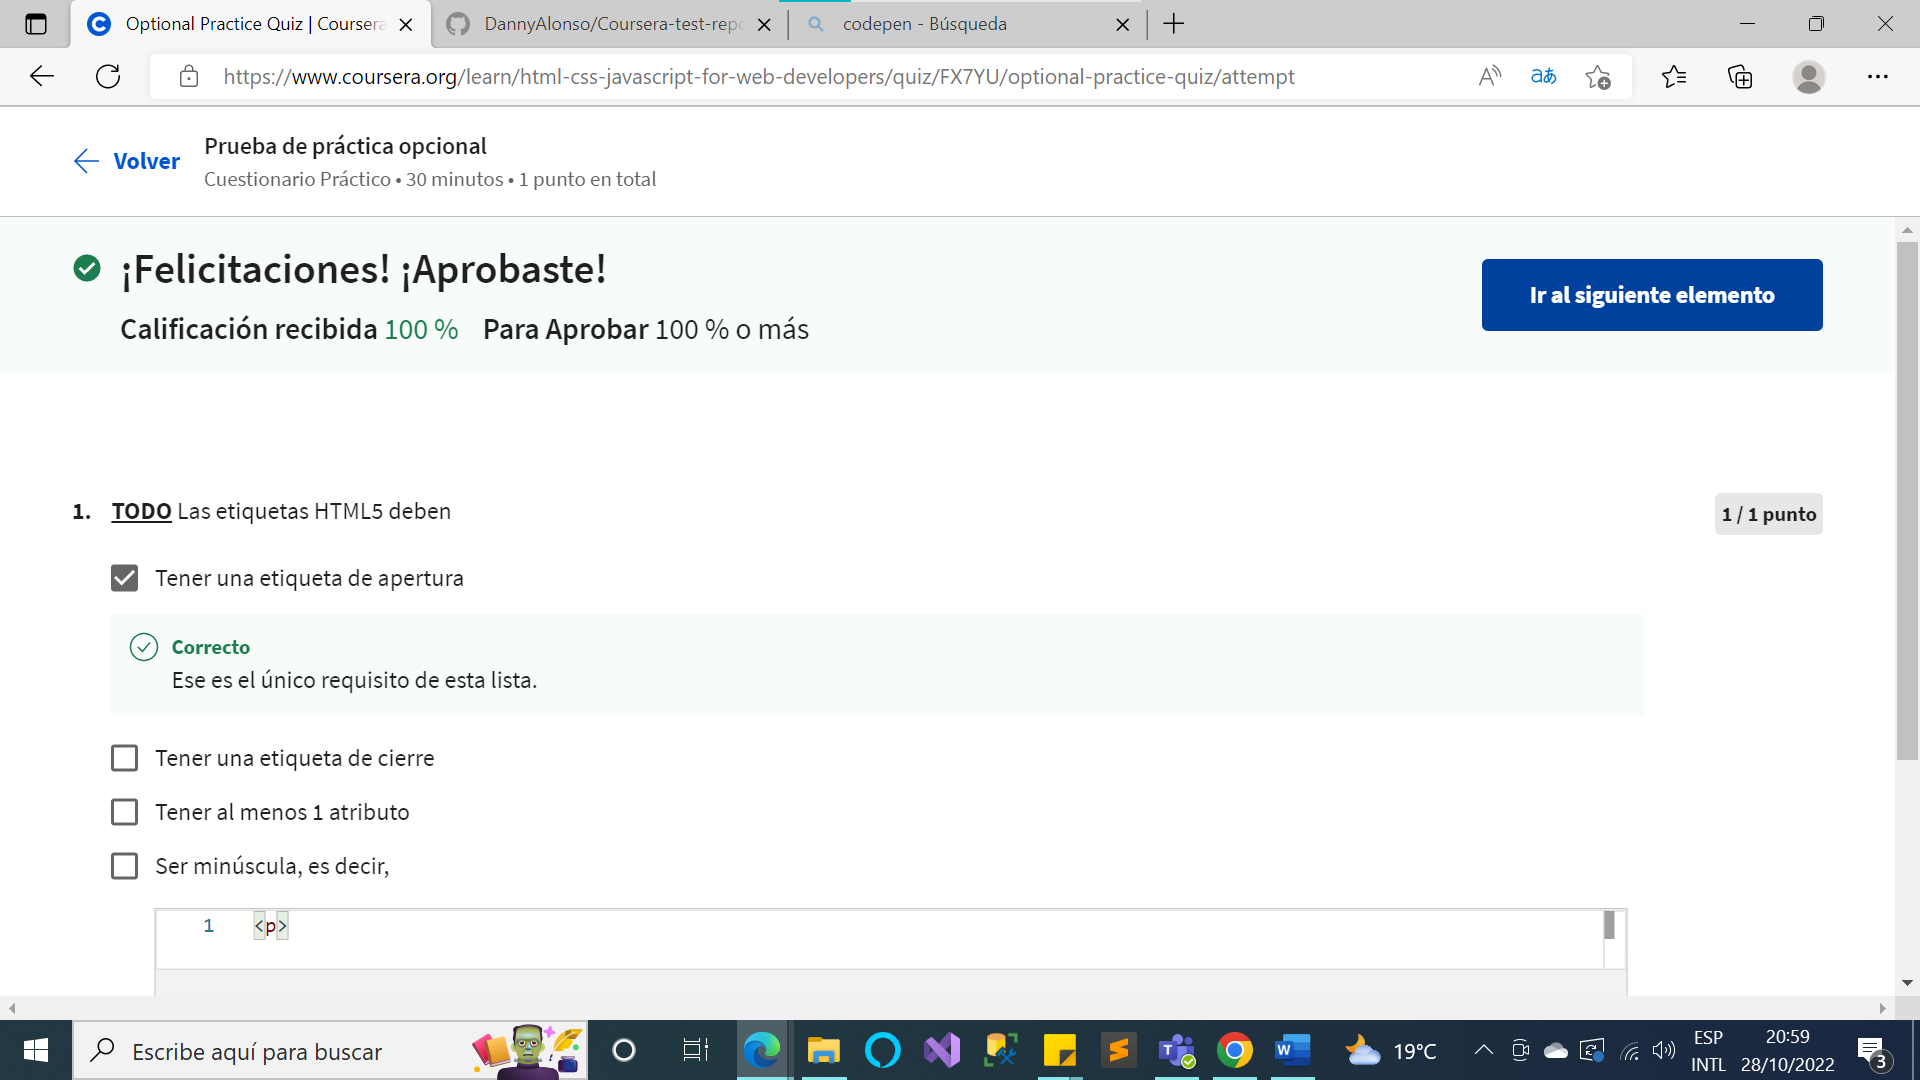 Optional Practice Quiz | Coursera
DannyAlonso/Coursera-test-repo
codepen - Búsqueda
https://www.coursera.org/learn/html-css-javascript-for-web-developers/quiz/FX7YU/optional-practice-quiz/attempt
Volver
Prueba de práctica opcional
Cuestionario Práctico • 30 minutos • 1 punto en total
¡Felicitaciones! ¡Aprobaste!
Calificación recibida 100 % Para Aprobar 100 % o más
Ir al siguiente elemento
1. TODO Las etiquetas HTML5 deben
1 / 1 punto
Tener una etiqueta de apertura
Correcto
Ese es el único requisito de esta lista.
Tener una etiqueta de cierre
Tener al menos 1 atributo
Ser minúscula, es decir,
1 <p>
Escribe aquí para buscar
19°C
ESP
INTL
20:59
28/10/2022
3